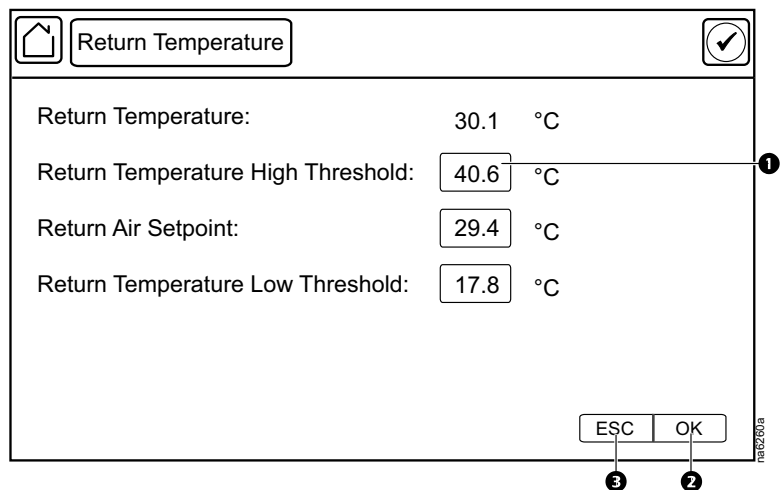 Return Temperature
Return Temperature: 30.1 °C
Return Temperature High Threshold: 40.6 °C
1
Return Air Setpoint: 29.4 °C
Return Temperature Low Threshold: 17.8 °C
ESC OK
na6260a
3 2